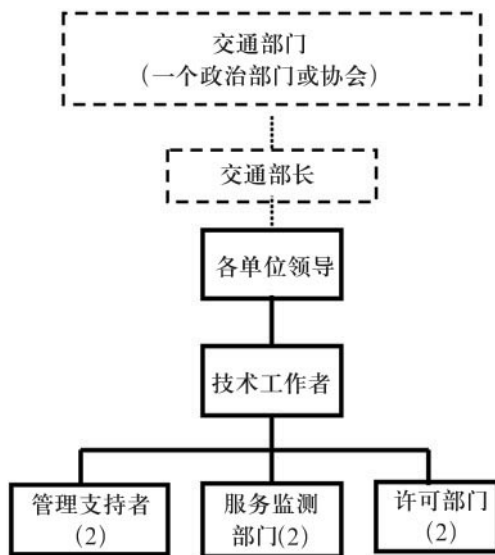 交通部门
（一个政治部门或协会）
交通部长
各单位领导
技术工作者
管理支持者
(2)
服务监测
部门(2)
许可部门
(2)